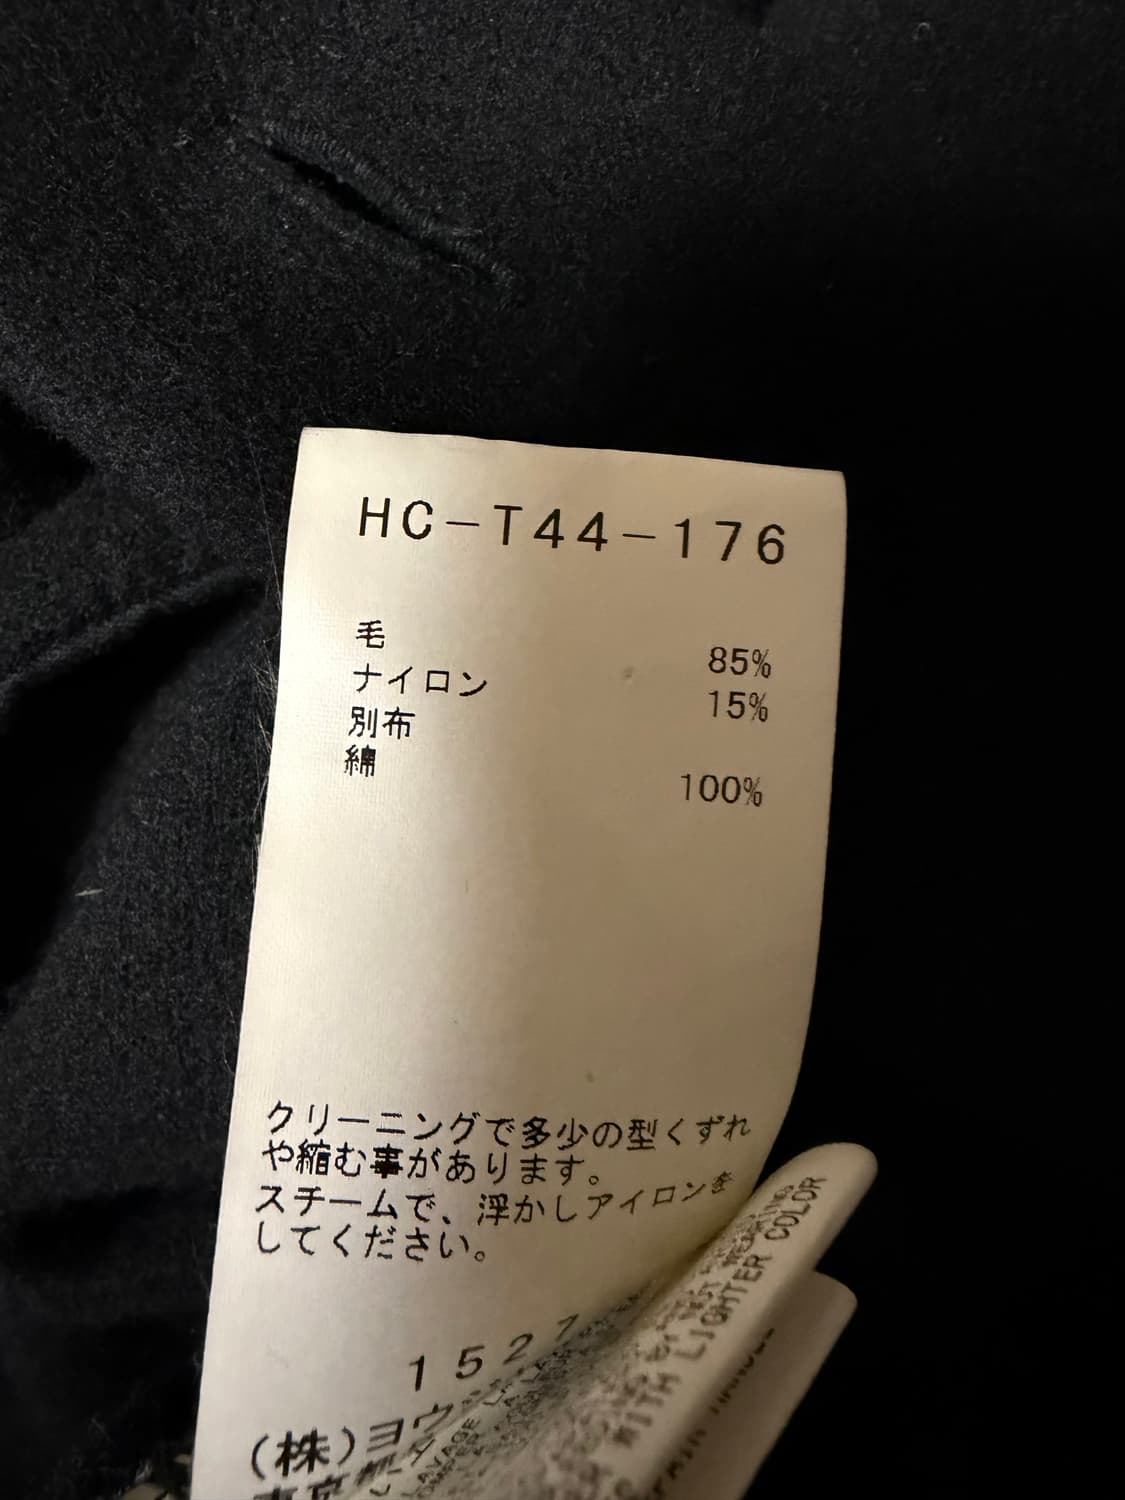 HC-T44-176
毛 85%
ナイロン 15%
別布
綿 100%
クリーニングで多少の型くずれ
や縮む事があります。
スチームで、浮かしアイロンを
してください。
1527
(株)ヨウ
WITH LIGHTER COLOR